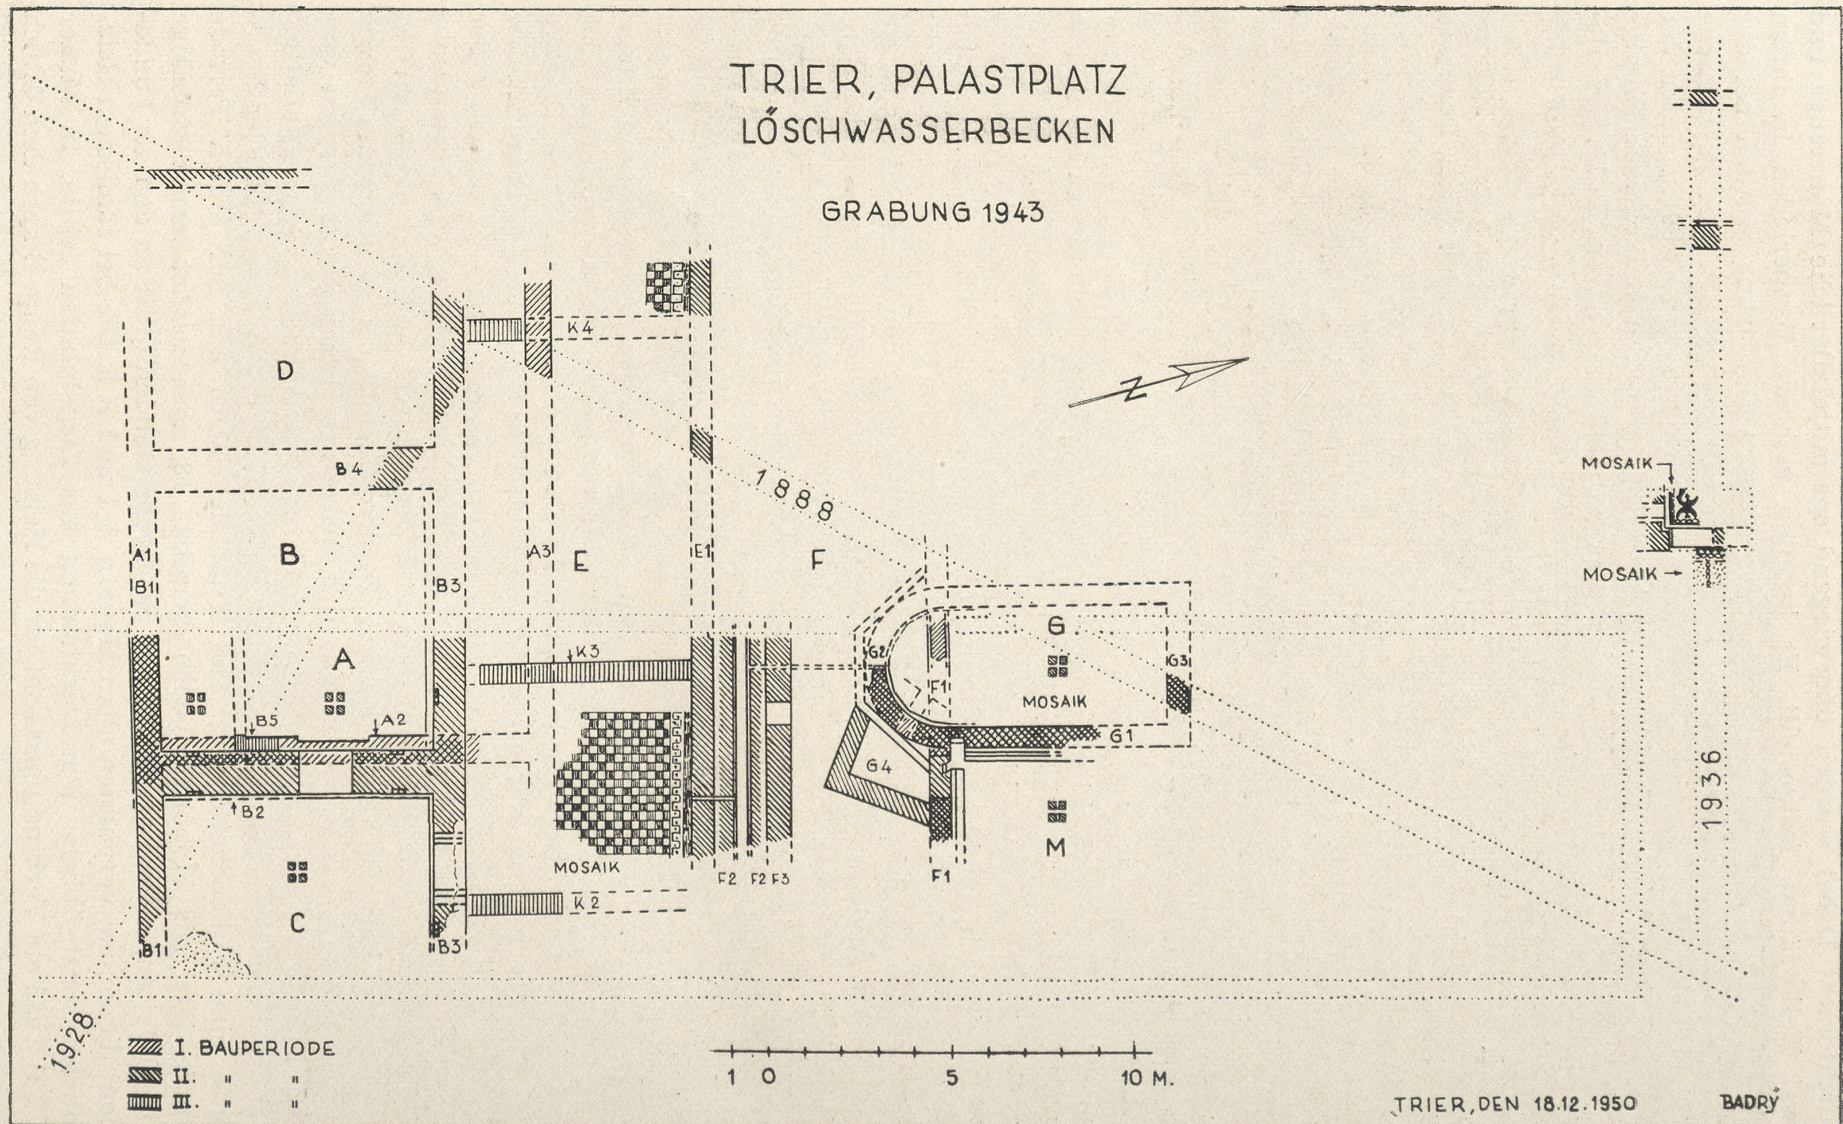 TRIER, PALASTPLATZ
LŐSCHWASSERBECKEN
GRABUNG 1943
K4
D
B4
1888
MOSAIK
A1
B
A3
E
E1
F
B1
B3
MOSAIK
G
A
K3
G2
G3
F1
MOSAIK
B5
A2
G1
G4
B2
M
1936
MOSAIK
F2
F2
F3
F1
K2
C
B1
B3
1928
I. BAUPERIODE
II. " "
III. " "
1 0 5 10 M.
Z
TRIER, DEN 18.12.1950 BADRY